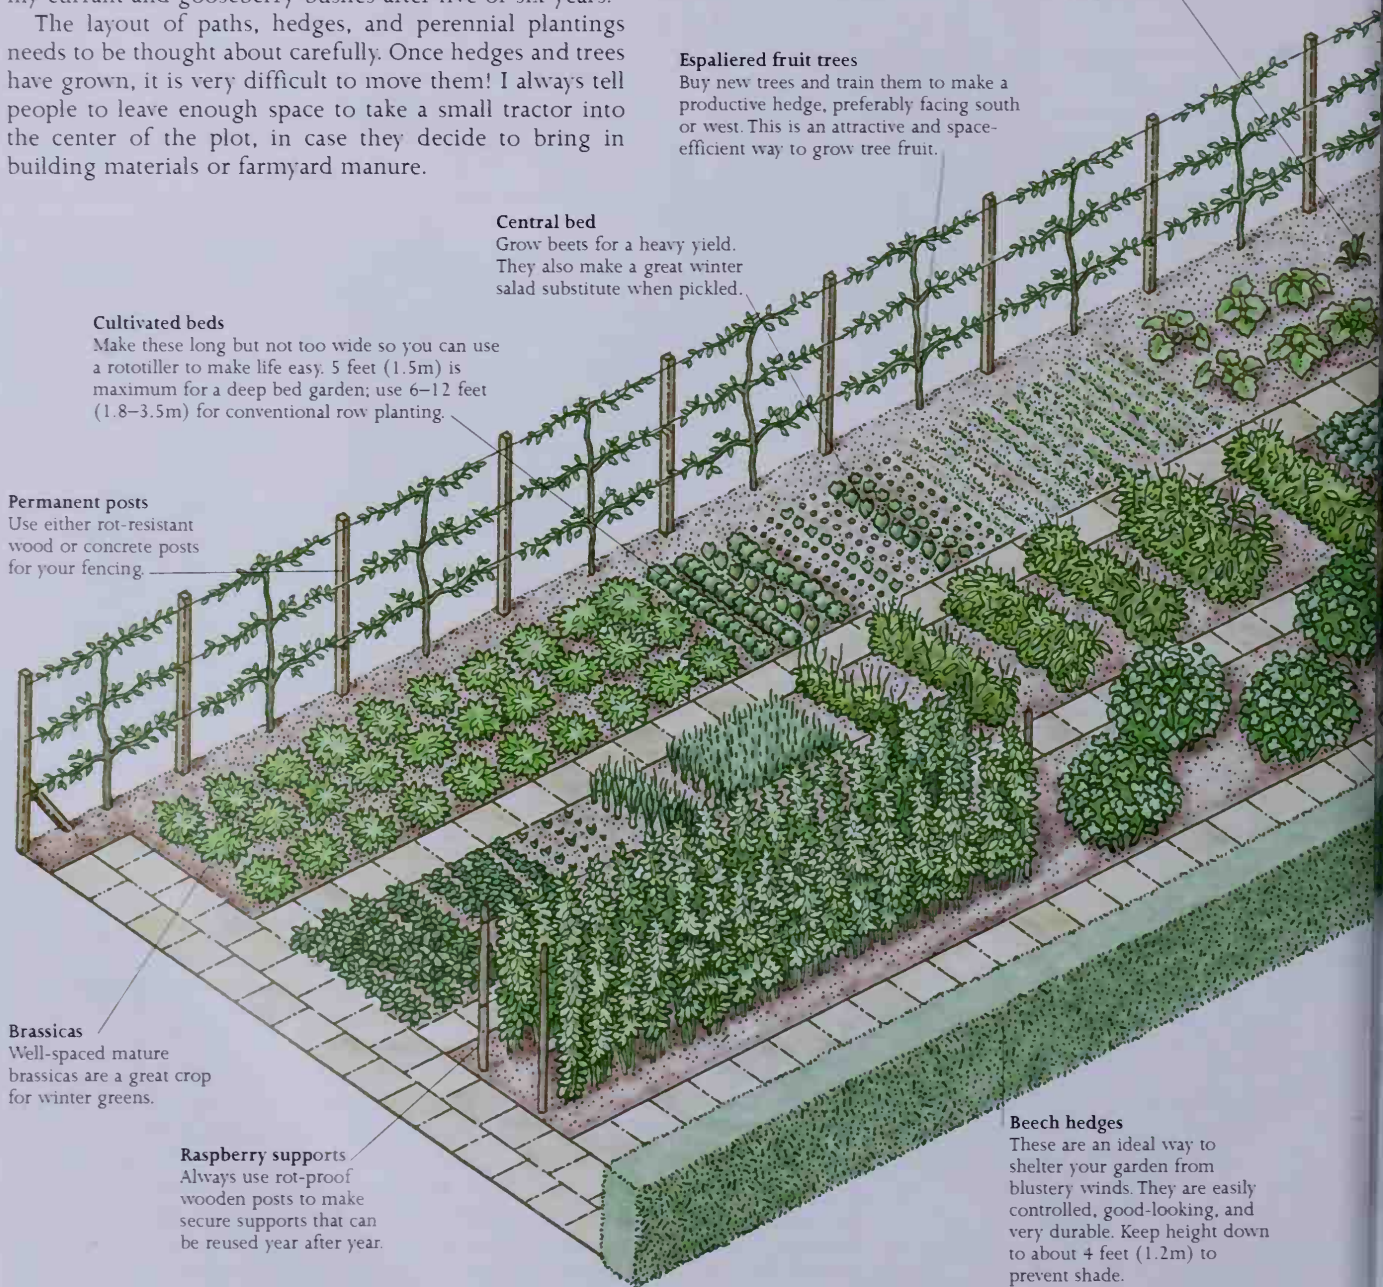 The layout of paths, hedges, and perennial plantings
needs to be thought about carefully. Once hedges and trees
have grown, it is very difficult to move them! I always tell
people to leave enough space to take a small tractor into
the center of the plot, in case they decide to bring in
building materials or farmyard manure.
Espaliered fruit trees
Buy new trees and train them to make a
productive hedge, preferably facing south
or west. This is an attractive and space-
efficient way to grow tree fruit.
Central bed
Grow beets for a heavy yield.
They also make a great winter
salad substitute when pickled.
Cultivated beds
Make these long but not too wide so you can use
a rototiller to make life easy. 5 feet (1.5m) is
maximum for a deep bed garden; use 6–12 feet
(1.8–3.5m) for conventional row planting.
Permanent posts
Use either rot-resistant
wood or concrete posts
for your fencing.
Brassicas
Well-spaced mature
brassicas are a great crop
for winter greens.
Raspberry supports
Always use rot-proof
wooden posts to make
secure supports that can
be reused year after year.
Beech hedges
These are an ideal way to
shelter your garden from
blustery winds. They are easily
controlled, good-looking, and
very durable. Keep height down
to about 4 feet (1.2m) to
prevent shade.